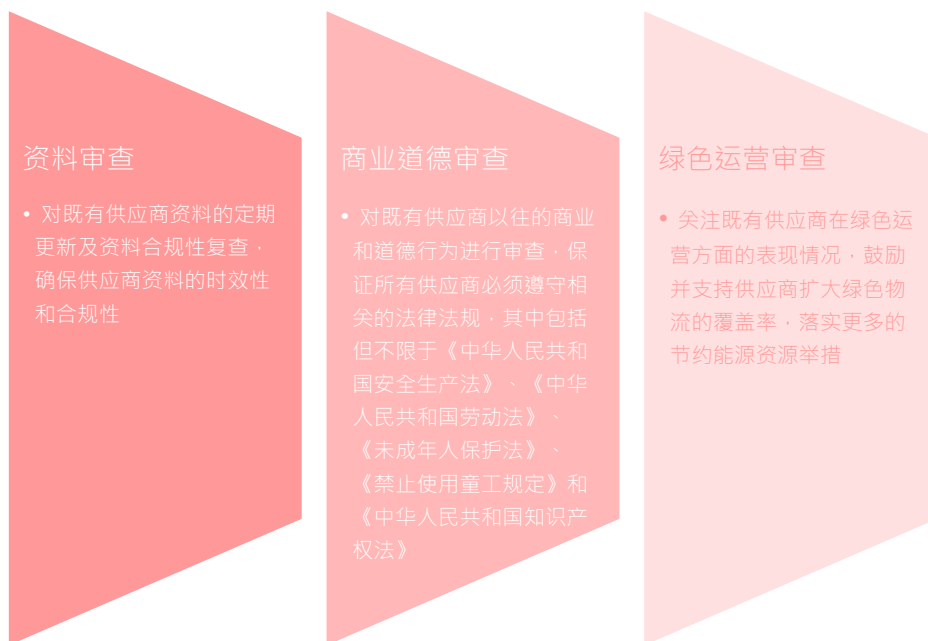 资料审查
• 对既有供应商资料的定期
更新及资料合规性复查，
确保供应商资料的时效性
和合规性
商业道德审查
• 对既有供应商以往的商业
和道德行为进行审查，保
证所有供应商必须遵守相
关的法律法规，其中包括
但不限于《中华人民共和
国安全生产法》、《中华
人民共和国劳动法》、
《未成年人保护法》、
《禁止使用童工规定》和
《中华人民共和国知识产
权法》
绿色运营审查
• 关注既有供应商在绿色运
营方面的表现情况，鼓励
并支持供应商扩大绿色物
流的覆盖率，落实更多的
节约能源资源举措